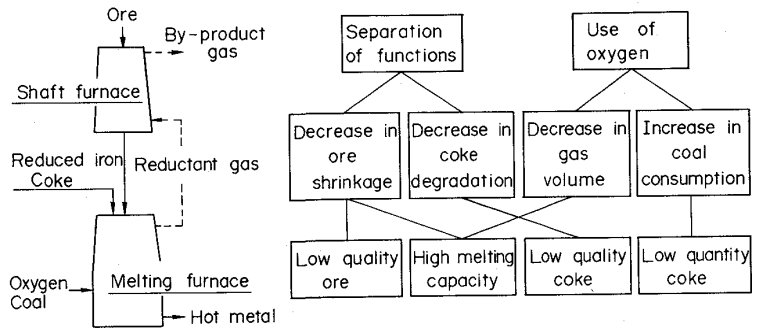 Ore
By-product
gas
Shaft furnace
Reduced iron
Coke
Reductant gas
Oxygen
Coal
Melting furnace
Hot metal
Separation
of functions
Use of
oxygen
Decrease in
ore
shrinkage
Decrease in
coke
degradation
Decrease in
gas
volume
Increase in
coal
consumption
Low quality
ore
High melting
capacity
Low quality
coke
Low quantity
coke